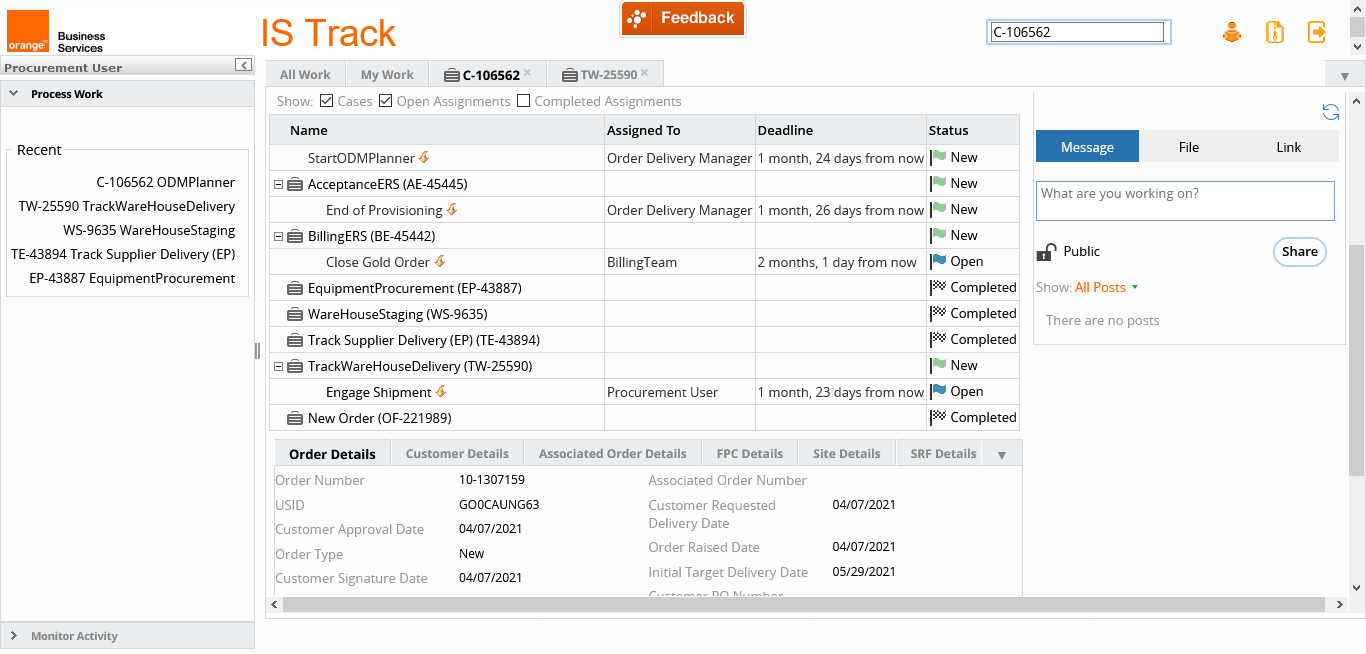 orange™
Business
Services
IS Track
Feedback
C-106562
Procurement User
Process Work
Recent
C-106562 ODMPlanner
TW-25590 TrackWareHouseDelivery
WS-9635 WareHouseStaging
TE-43894 Track Supplier Delivery (EP)
EP-43887 EquipmentProcurement
Monitor Activity
All Work My Work C-106562 TW-25590
Show: Cases Open Assignments Completed Assignments
Name Assigned To Deadline Status
StartODMPlanner Order Delivery Manager 1 month, 24 days from now New
AcceptanceERS (AE-45445) New
End of Provisioning Order Delivery Manager 1 month, 26 days from now New
BillingERS (BE-45442) New
Close Gold Order BillingTeam 2 months, 1 day from now Open
EquipmentProcurement (EP-43887) Completed
WareHouseStaging (WS-9635) Completed
Track Supplier Delivery (EP) (TE-43894) Completed
TrackWareHouseDelivery (TW-25590) New
Engage Shipment Procurement User 1 month, 23 days from now Open
New Order (OF-221989) Completed
Order Details Customer Details Associated Order Details FPC Details Site Details SRF Details
Order Number 10-1307159
USID GO0CAUNG63
Customer Approval Date 04/07/2021
Order Type New
Customer Signature Date 04/07/2021
Associated Order Number
Customer Requested 04/07/2021
Delivery Date
Order Raised Date 04/07/2021
Initial Target Delivery Date 05/29/2021
Customer PO Number
Message File Link
What are you working on?
Public Share
Show: All Posts
There are no posts